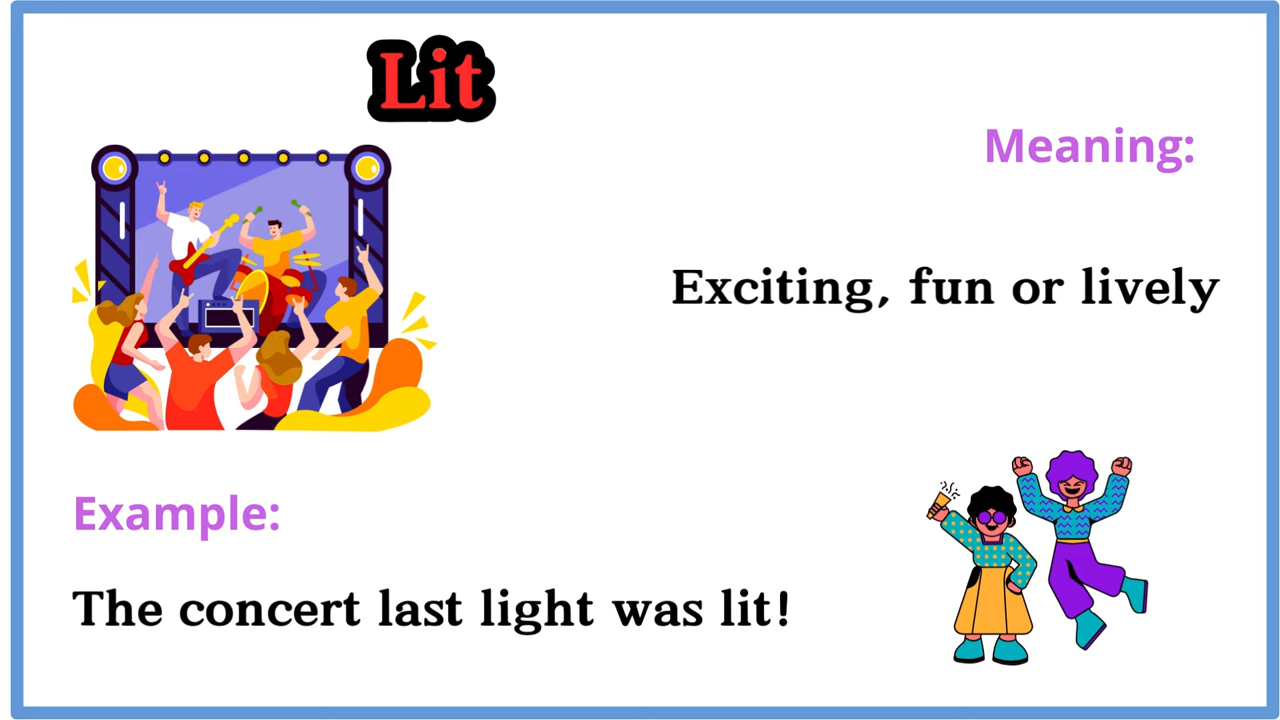 Lit
Meaning:
Exciting, fun or lively
Example:
The concert last light was lit!